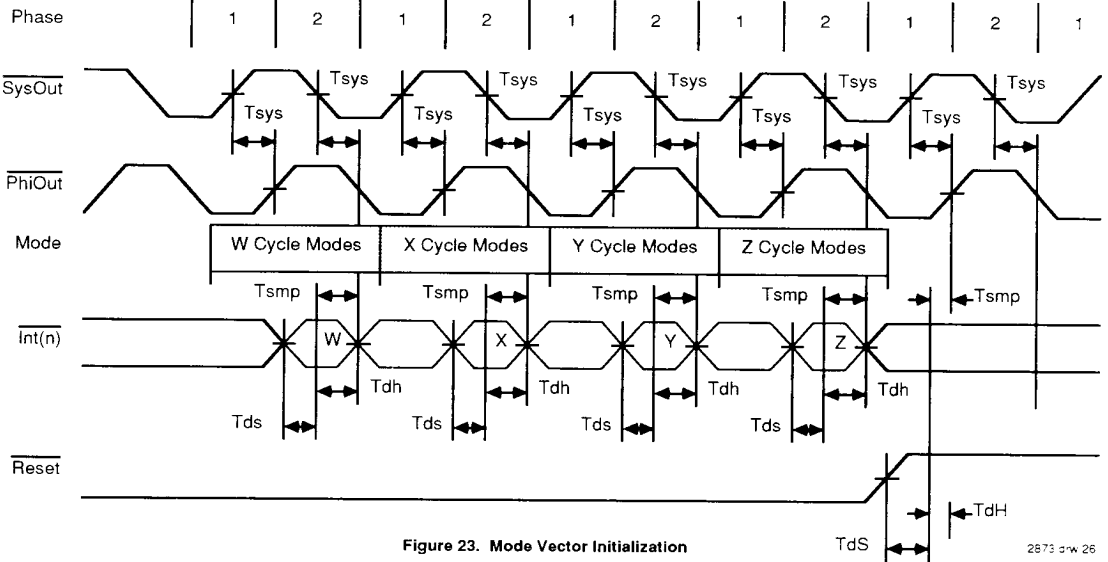 Phase 1 2 1 2 1 2 1 2 1 2 1
SysOut Tsys Tsys Tsys Tsys Tsys
Tsys Tsys Tsys Tsys Tsys
PhiOut
Mode W Cycle Modes X Cycle Modes Y Cycle Modes Z Cycle Modes
Tsmp Tsmp Tsmp Tsmp Tsmp
Int(n) W X Y Z
Tdh Tdh Tdh Tdh
Tds Tds Tds Tds
Reset
TdH
TdS
Figure 23. Mode Vector Initialization
2873 drw 26